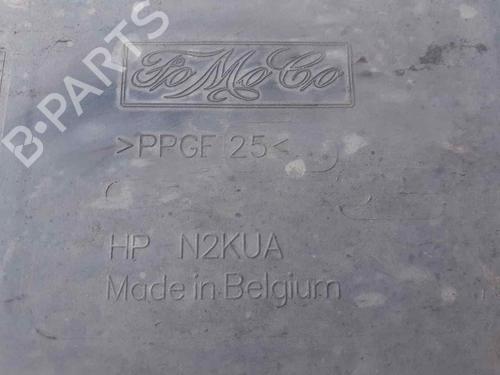 B-PARTS
FoMoCo
>PPGF 25<
HP N2KUA
Made in Belgium